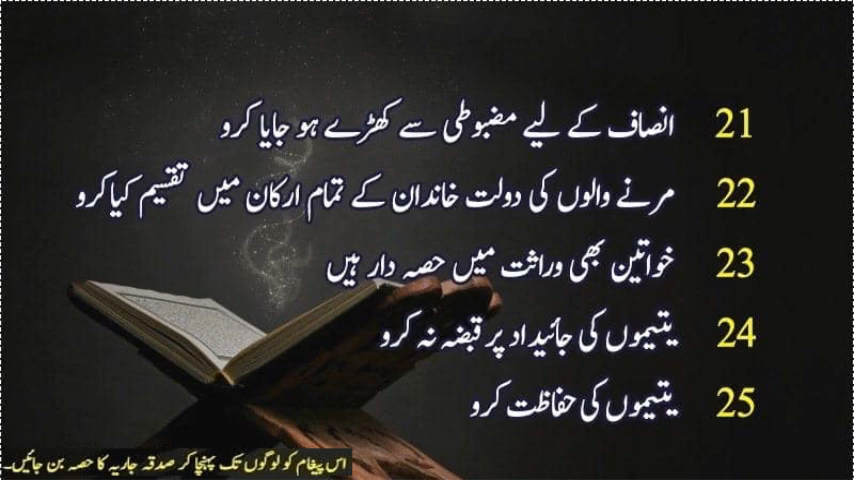 21 انصاف کے لیے مضبوطی سے کھڑے ہو جایا کرو
22 مرنے والوں کی دولت خاندان کے تمام ارکان میں تقسیم کیا کرو
23 خواتین بھی وراثت میں حصہ دار ہیں
24 یتیموں کی جائیداد پر قبضہ نہ کرو
25 یتیموں کی حفاظت کرو
اس پیغام کو لوگوں تک پہنچا کر صدقہ جاریہ کا حصہ بن جائیں۔